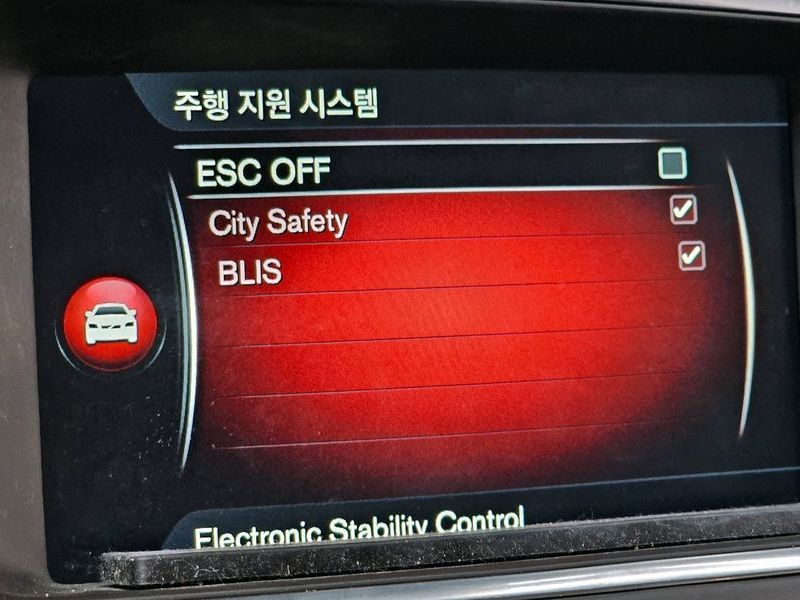 주행 지원 시스템
ESC OFF
City Safety
BLIS
Electronic Stability Control